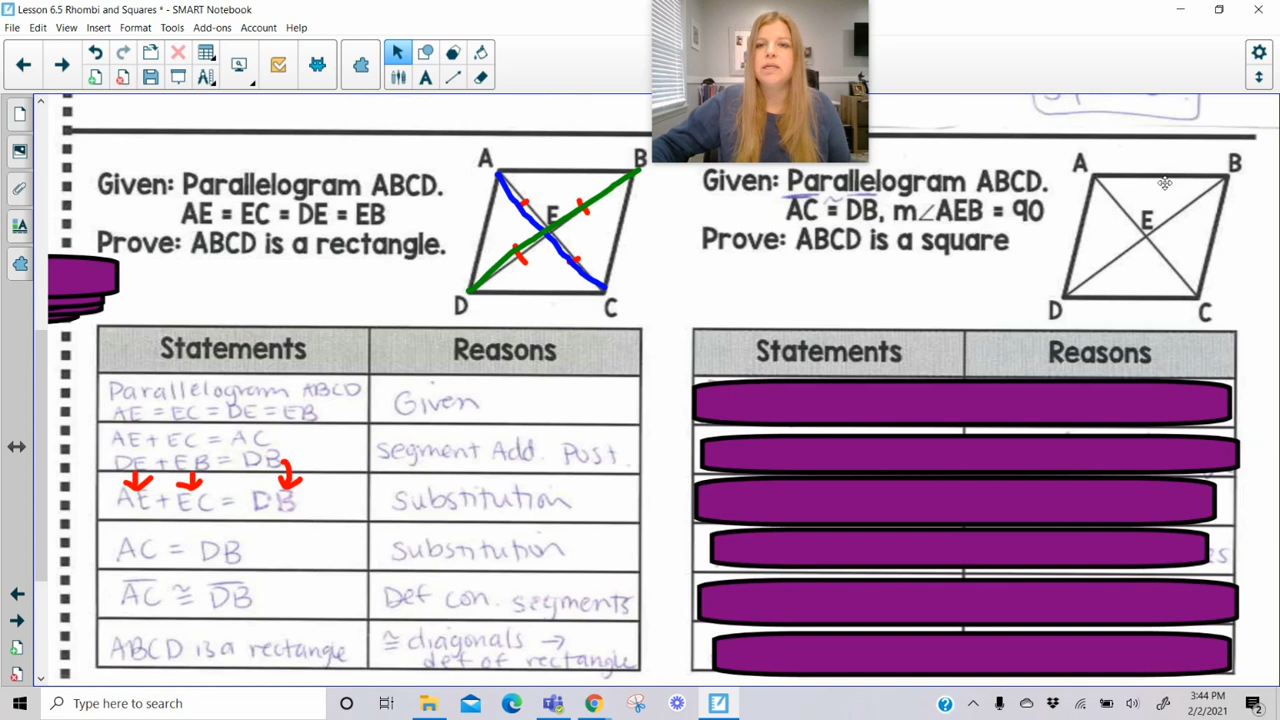 Lesson 6.5 Rhombi and Squares * - SMART Notebook
File Edit View Insert Format Tools Add-ons Account Help
Given: Parallelogram ABCD.
AE = EC = DE = EB
Prove: ABCD is a rectangle.
A B
E
D C
Statements Reasons
Parallelogram ABCD
AE = EC = DE = EB
Given
AE + EC = AC
DE + EB = DB
segment Add. Post.
AE + EC = DB
substitution
AC = DB
substitution
AC ≅ DB
Def con. segments
ABCD is a rectangle
≅ diagonals →
def of rectangle
Given: Parallelogram ABCD.
AC ≅ DB, m∠AEB = 90
Prove: ABCD is a square
A B
E
D C
Statements Reasons
Type here to search
3:44 PM
2/2/2021
2